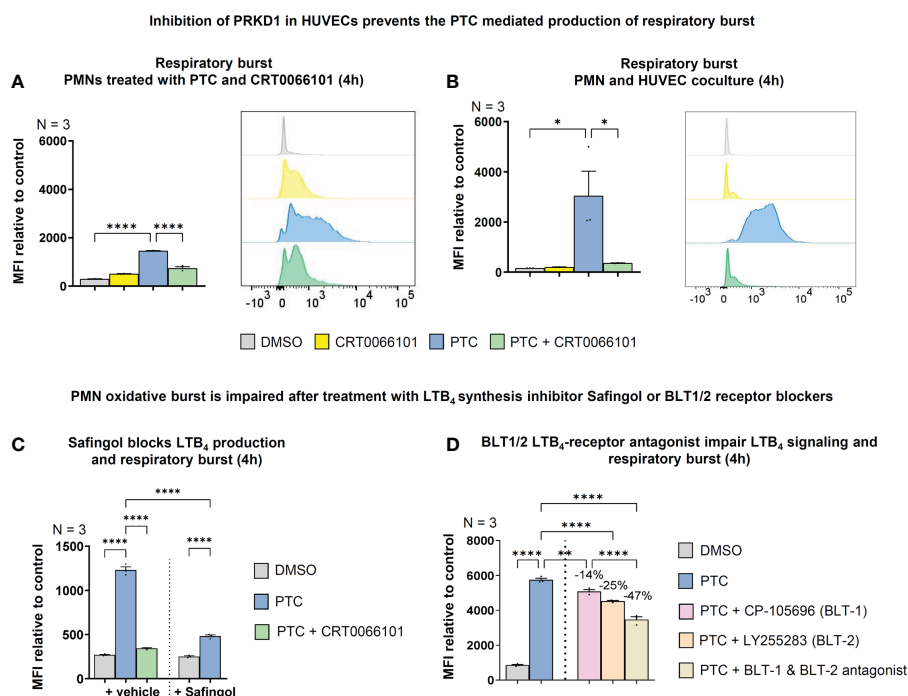 Inhibition of PRKD1 in HUVECs prevents the PTC mediated production of respiratory burst
A
Respiratory burst
PMNs treated with PTC and CRT0066101 (4h)
N = 3
MFI relative to control
6000
4000
2000
0
**** ****
-10³ 0 10³ 10⁴ 10⁵
B
Respiratory burst
PMN and HUVEC coculture (4h)
N = 3
MFI relative to control
6000
4000
2000
0
* *
-10³ 0 10³ 10⁴ 10⁵
DMSO CRT0066101 PTC PTC + CRT0066101
PMN oxidative burst is impaired after treatment with LTB₄ synthesis inhibitor Safingol or BLT1/2 receptor blockers
C
Safingol blocks LTB₄ production
and respiratory burst (4h)
N = 3
MFI relative to control
1500
1000
500
0
****
****
**** ****
+ vehicle + Safingol
DMSO
PTC
PTC + CRT0066101
D
BLT1/2 LTB₄-receptor antagonist impair LTB₄ signaling and
respiratory burst (4h)
N = 3
MFI relative to control
8000
6000
4000
2000
0
****
****
**** ** ****
-14%
-25%
-47%
DMSO
PTC
PTC + CP-105696 (BLT-1)
PTC + LY255283 (BLT-2)
PTC + BLT-1 & BLT-2 antagonist